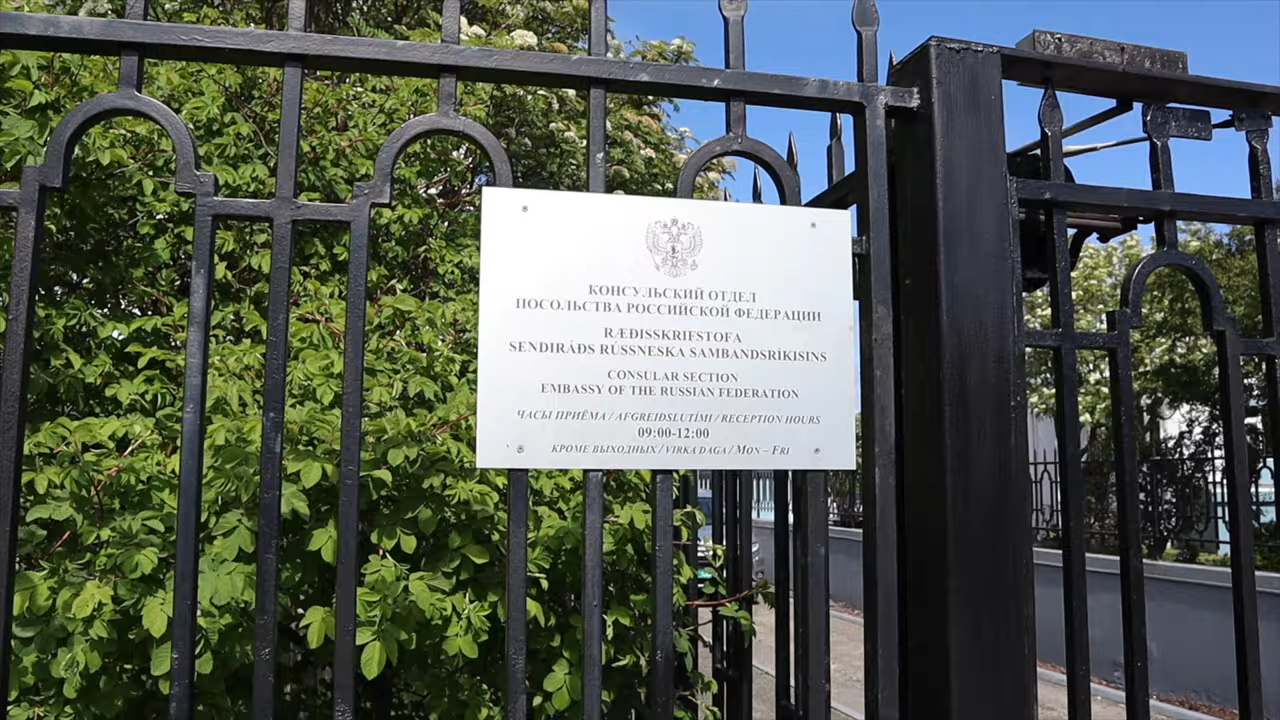 КОНСУЛЬСКИЙ ОТДЕЛ
ПОСОЛЬСТВА РОССИЙСКОЙ ФЕДЕРАЦИИ
RÆÐISSKRIFSTOFA
SENDIRÁÐS RÚSSNESKA SAMBANDSRÍKISINS
CONSULAR SECTION
EMBASSY OF THE RUSSIAN FEDERATION
ЧАСЫ ПРИЁМА / AFGREIDSLUTÍMI / RECEPTION HOURS
09:00-12:00
КРОМЕ ВЫХОДНЫХ / VIRKA DAGA / MON – FRI